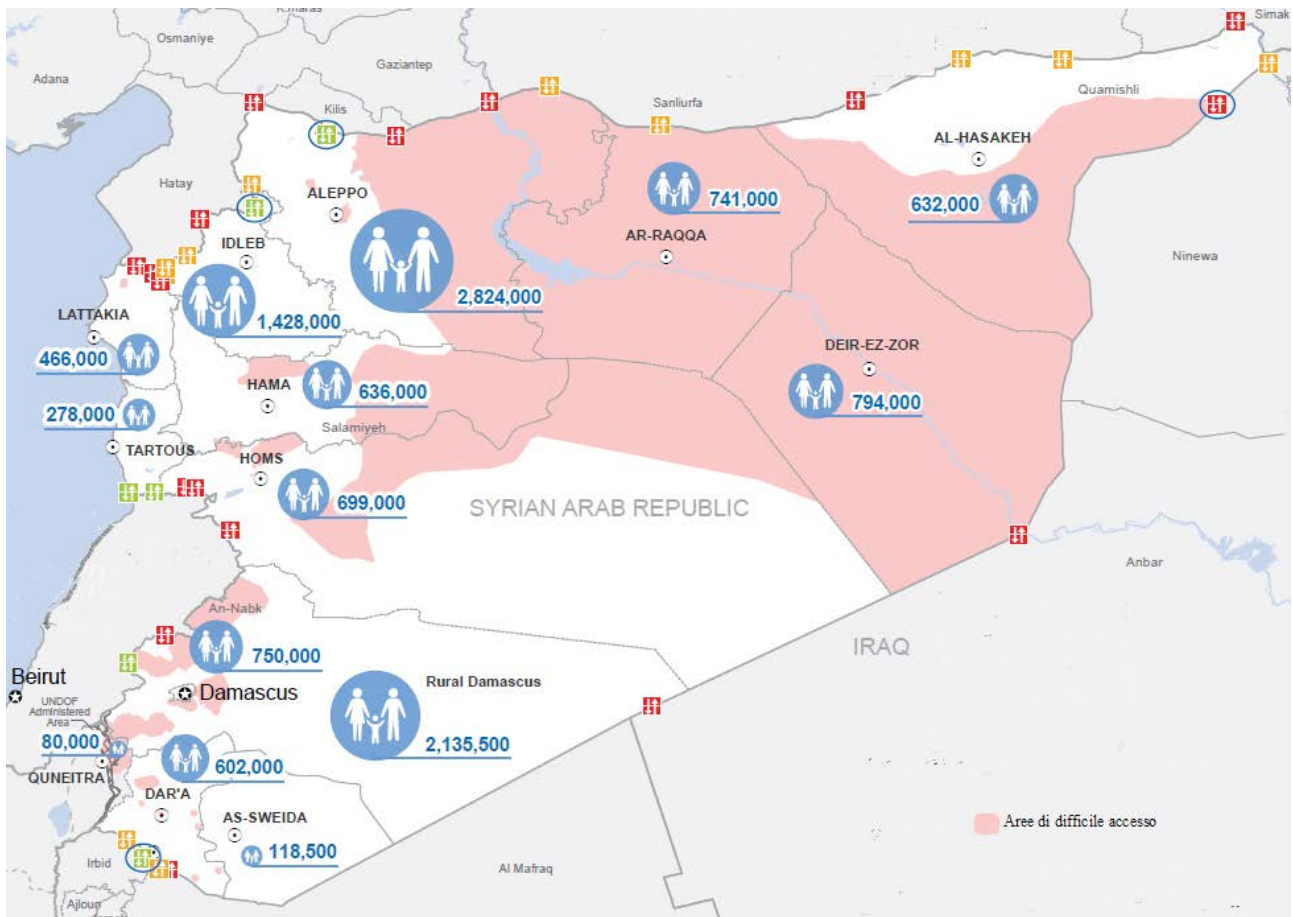 K.maras
Simak
Osmaniye
Adana
Gaziantep
Kilis
Sanliurfa
Quamishli
AL-HASAKEH
Hatay
ALEPPO
741,000
632,000
AR-RAQQA
IDLEB
Ninewa
2,824,000
LATTAKIA
1,428,000
466,000
DEIR-EZ-ZOR
HAMA
636,000
794,000
278,000
Salamiyeh
TARTOUS
HOMS
699,000
SYRIAN ARAB REPUBLIC
Anbar
An-Nabk
750,000
IRAQ
Beirut
Damascus
Rural Damascus
UNDOF
Administered
Area
80,000
2,135,500
602,000
QUNEITRA
DAR'A
AS-SWEIDA
Aree di difficile accesso
118,500
Irbid
Al Mafraq
Ajloun